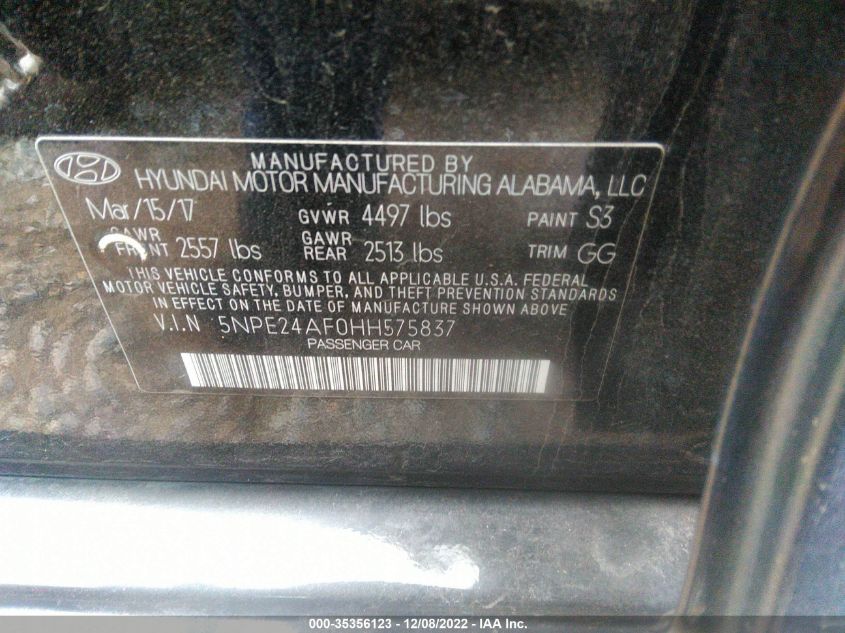 MANUFACTURED BY
HYUNDAI MOTOR MANUFACTURING ALABAMA, LLC
Mar/15/17 GVWR 4497 lbs PAINT S3
GAWR FRONT 2557 lbs GAWR REAR 2513 lbs TRIM GG
THIS VEHICLE CONFORMS TO ALL APPLICABLE U.S.A. FEDERAL
MOTOR VEHICLE SAFETY, BUMPER, AND THEFT PREVENTION STANDARDS
IN EFFECT ON THE DATE OF MANUFACTURE SHOWN ABOVE
V.I.N : 5NPE24AF0HH575837
PASSENGER CAR
000-35356123 - 12/08/2022 - IAA Inc.